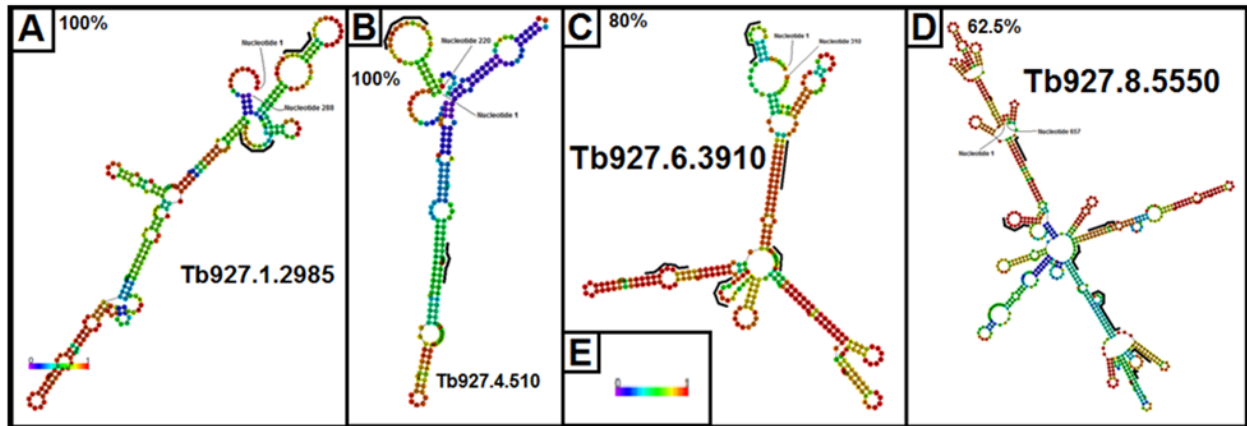 A 100%
Nucleotide 1
Nucleotide 288
Tb927.1.2985
0 1
B
100%
Nucleotide 220
Nucleotide 1
Tb927.4.510
C 80%
Nucleotide 1
Nucleotide 310
Tb927.6.3910
E
0 1
D 62.5%
Tb927.8.5550
Nucleotide 657
Nucleotide 1